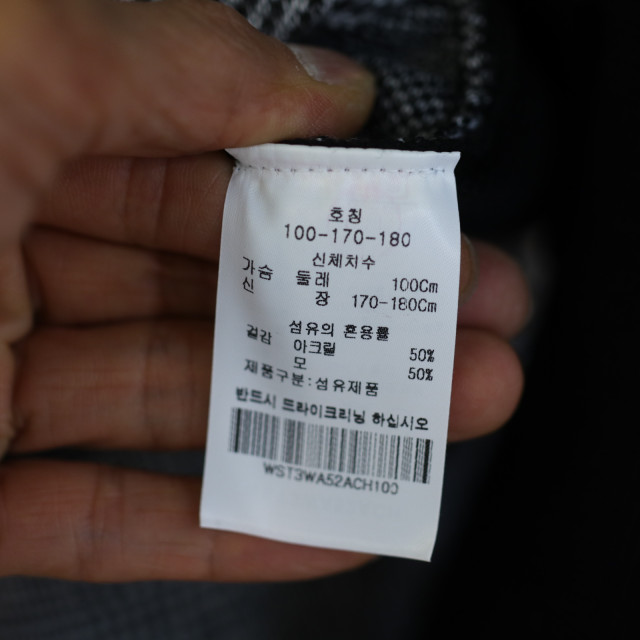 호칭
100-170-180
신체치수
가슴 둘레 100Cm
신 장 170-180Cm
섬유의 혼용률
겉감 아크릴 50%
모 50%
제품구분:섬유제품
반드시 드라이크리닝 하십시오
WST3WA52ACH100